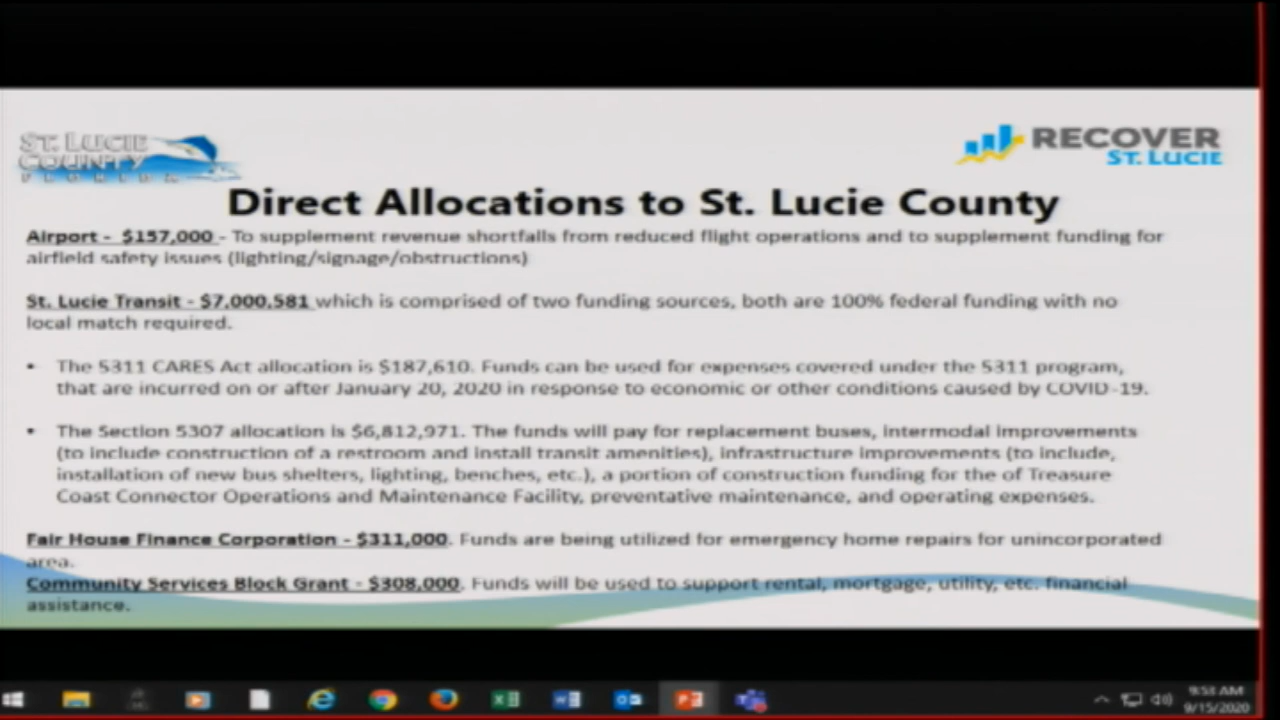 ST. LUCIE
COUNTY
FLORIDA
RECOVER
ST. LUCIE
Direct Allocations to St. Lucie County
Airport - $157,000 - To supplement revenue shortfalls from reduced flight operations and to supplement funding for
airfield safety issues (lighting/signage/obstructions)
St. Lucie Transit - $7,000,581 which is comprised of two funding sources, both are 100% federal funding with no
local match required.
• The 5311 CARES Act allocation is $187,610. Funds can be used for expenses covered under the 5311 program,
that are incurred on or after January 20, 2020 in response to economic or other conditions caused by COVID-19.
• The Section 5307 allocation is $6,812,971. The funds will pay for replacement buses, intermodal improvements
(to include construction of a restroom and install transit amenities), infrastructure improvements (to include,
installation of new bus shelters, lighting, benches, etc.), a portion of construction funding for the of Treasure
Coast Connector Operations and Maintenance Facility, preventative maintenance, and operating expenses.
Fair House Finance Corporation - $311,000. Funds are being utilized for emergency home repairs for unincorporated
area.
Community Services Block Grant - $308,000. Funds will be used to support rental, mortgage, utility, etc. financial
assistance.
9:53 AM
9/15/2020